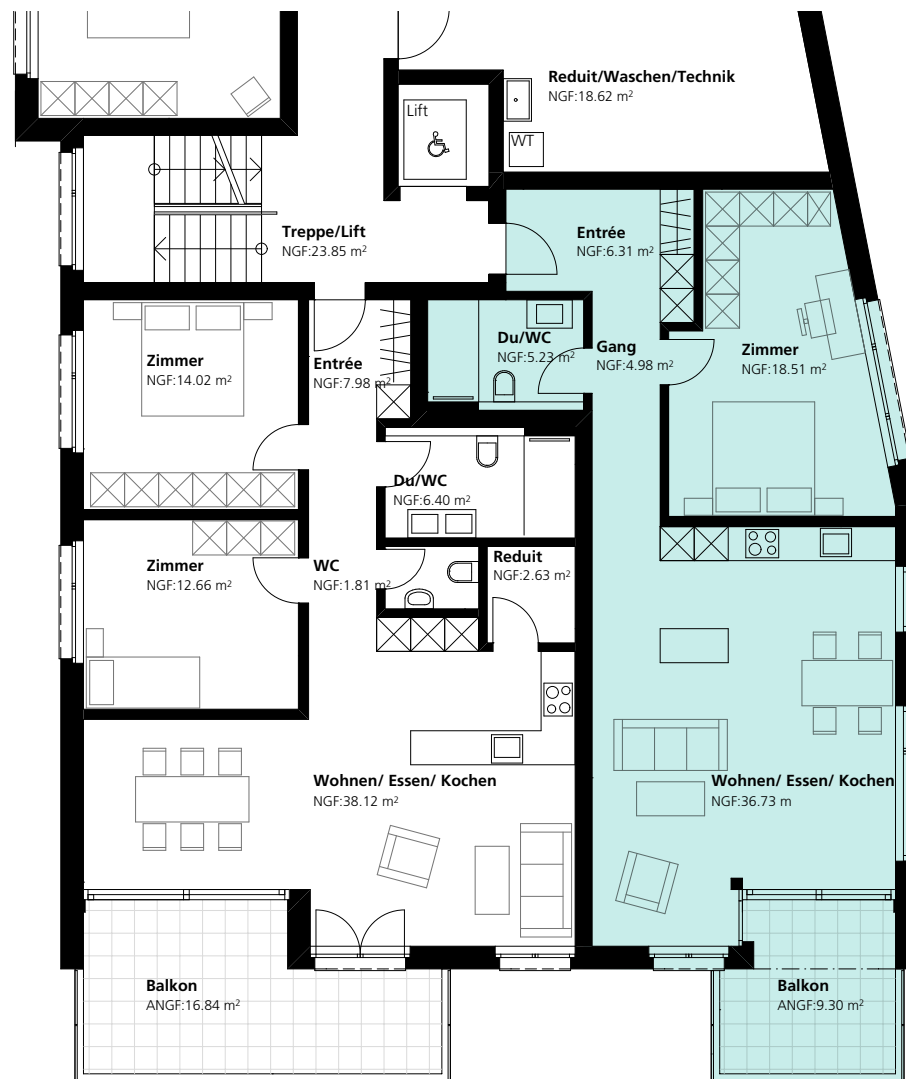 Reduit/Waschen/Technik
NGF:18.62 m²
Lift
WT
Treppe/Lift
NGF:23.85 m²
Entrée
NGF:6.31 m²
Du/WC
NGF:5.23 m²
Gang
NGF:4.98 m²
Zimmer
NGF:18.51 m²
Zimmer
NGF:14.02 m²
Entrée
NGF:7.98 m²
Du/WC
NGF:6.40 m²
Zimmer
NGF:12.66 m²
WC
NGF:1.81 m²
Reduit
NGF:2.63 m²
Wohnen/ Essen/ Kochen
NGF:38.12 m²
Wohnen/ Essen/ Kochen
NGF:36.73 m
Balkon
ANGF:16.84 m²
Balkon
ANGF:9.30 m²